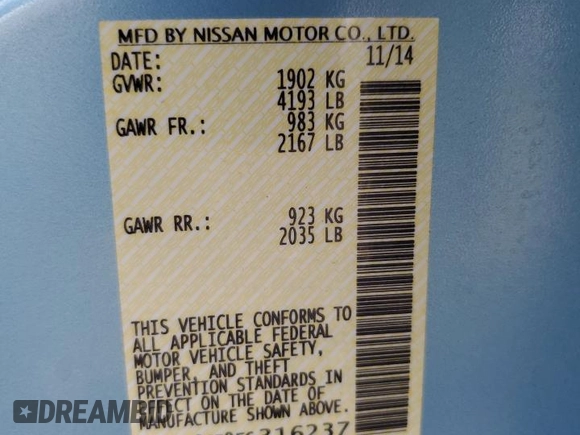 MFD BY NISSAN MOTOR CO., LTD.
DATE: 11/14
GVWR: 1902 KG
4193 LB
GAWR FR.: 983 KG
2167 LB
GAWR RR.: 923 KG
2035 LB
THIS VEHICLE CONFORMS TO
ALL APPLICABLE FEDERAL
MOTOR VEHICLE SAFETY,
BUMPER, AND THEFT
PREVENTION STANDARDS IN
EFFECT ON THE DATE OF
MANUFACTURE SHOWN ABOVE.
216237
DREAMBID